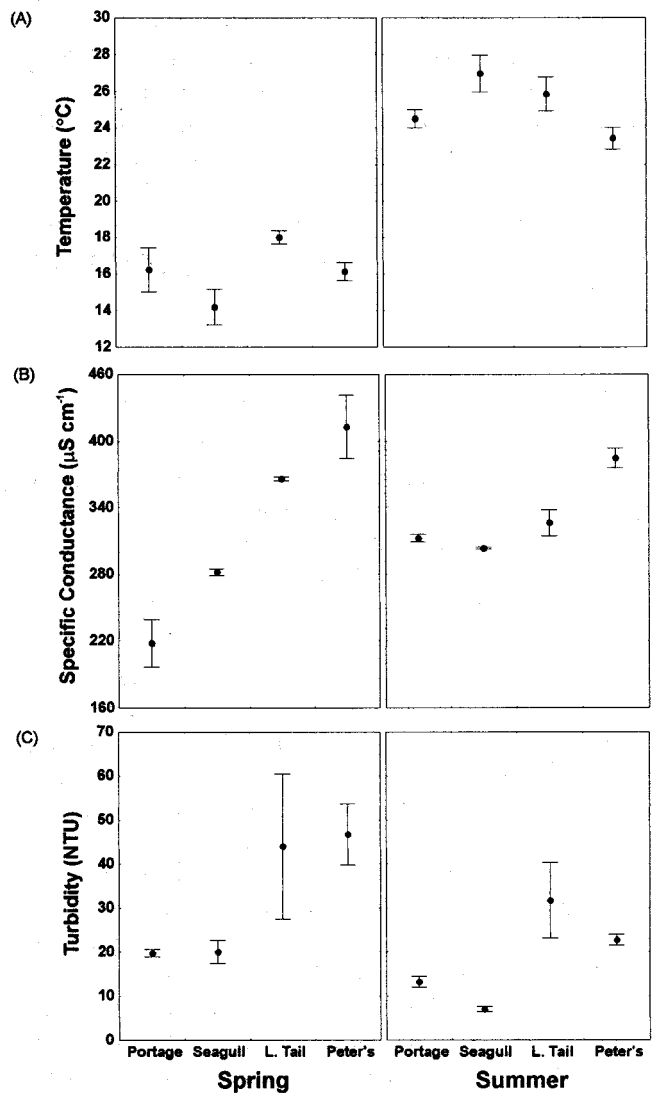 (A)
Temperature (°C)
30
28
26
24
22
20
18
16
14
12
(B)
Specific Conductance (µS cm⁻¹)
460
400
340
280
220
160
(C)
Turbidity (NTU)
70
60
50
40
30
20
10
0
Portage Seagull L. Tail Peter's
Portage Seagull L. Tail Peter's
Spring
Summer